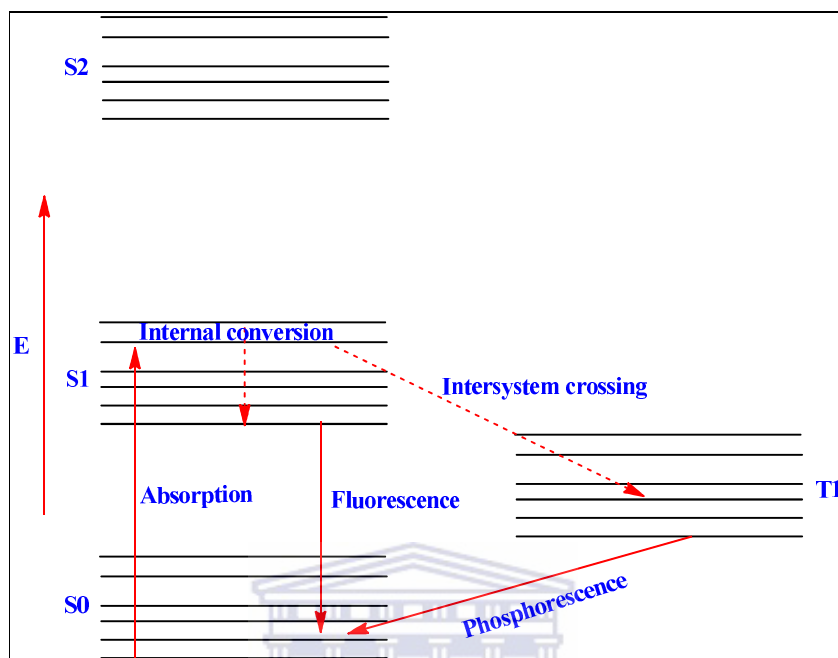 S2
E
Internal conversion
S1
Intersystem crossing
Absorption
Fluorescence
T1
S0
Phosphorescence